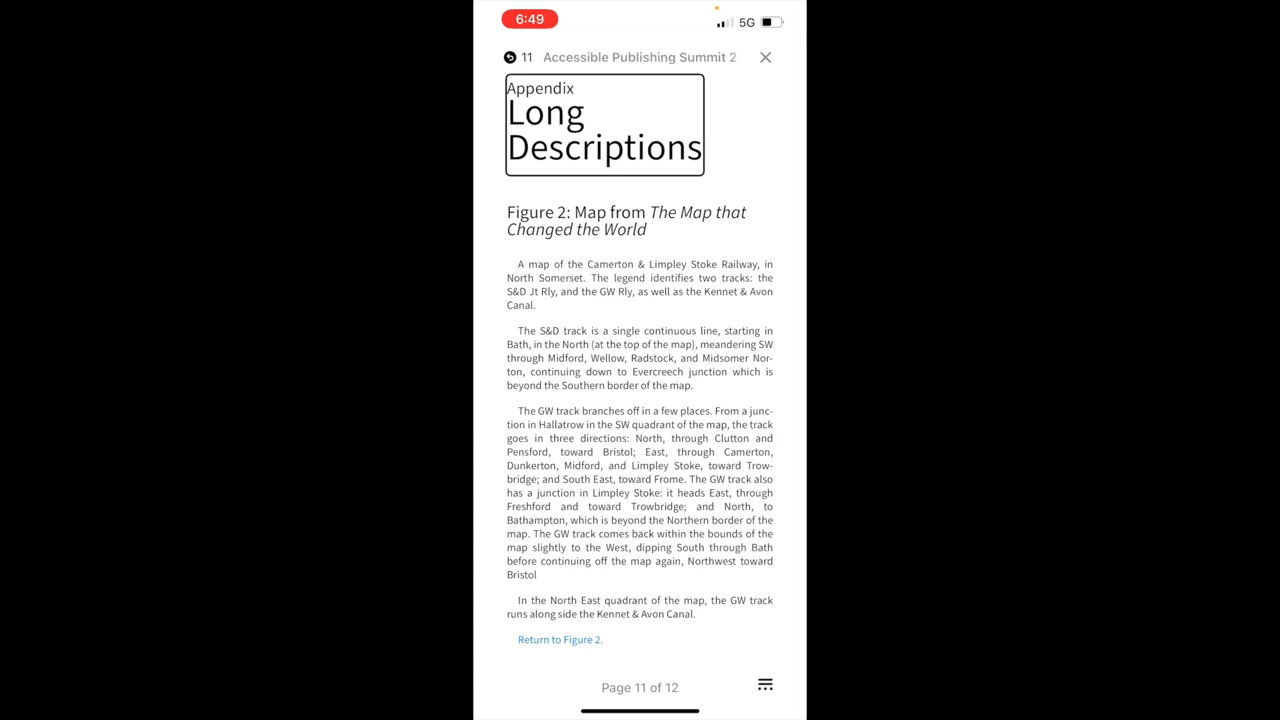 6:49
5G
11 Accessible Publishing Summit 2
Appendix
Long
Descriptions
Figure 2: Map from The Map that
Changed the World
A map of the Camerton & Limpley Stoke Railway, in
North Somerset. The legend identifies two tracks: the
S&D Jt Rly, and the GW Rly, as well as the Kennet & Avon
Canal.
The S&D track is a single continuous line, starting in
Bath, in the North (at the top of the map), meandering SW
through Midford, Wellow, Radstock, and Midsomer Nor-
ton, continuing down to Evercreech junction which is
beyond the Southern border of the map.
The GW track branches off in a few places. From a junc-
tion in Hallatrow in the SW quadrant of the map, the track
goes in three directions: North, through Clutton and
Pensford, toward Bristol; East, through Camerton,
Dunkerton, Midford, and Limpley Stoke, toward Trow-
bridge; and South East, toward Frome. The GW track also
has a junction in Limpley Stoke: it heads East, through
Freshford and toward Trowbridge; and North, to
Bathampton, which is beyond the Northern border of the
map. The GW track comes back within the bounds of the
map slightly to the West, dipping South through Bath
before continuing off the map again, Northwest toward
Bristol
In the North East quadrant of the map, the GW track
runs along side the Kennet & Avon Canal.
Return to Figure 2.
Page 11 of 12